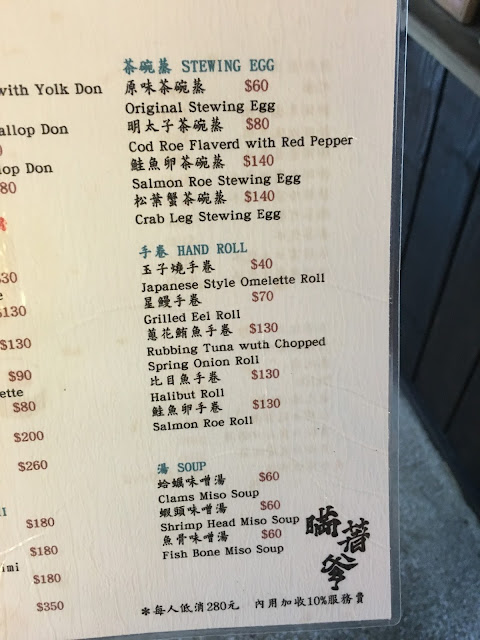 with Yolk Don
allop Don
lop Don
80
$30
e
$130
$130
$90
ette
$80
$200
$260
$180
$180
imi
$180
$350
茶碗蒸 STEWING EGG
原味茶碗蒸 $60
Original Stewing Egg
明太子茶碗蒸 $80
Cod Roe Flaverd with Red Pepper
鮭魚卵茶碗蒸 $140
Salmon Roe Stewing Egg
松葉蟹茶碗蒸 $140
Crab Leg Stewing Egg
手卷 HAND ROLL
玉子燒手卷 $40
Japanese Style Omelette Roll
星鰻手卷 $70
Grilled Eel Roll
蔥花鮪魚手卷 $130
Rubbing Tuna wuth Chopped
Spring Onion Roll
比目魚手卷 $130
Halibut Roll
鮭魚卵手卷 $130
Salmon Roe Roll
湯 SOUP
蛤蠣味噌湯 $60
Clams Miso Soup
蝦頭味噌湯 $60
Shrimp Head Miso Soup
魚骨味噌湯 $60
Fish Bone Miso Soup
＊每人低消280元 內用加收10%服務費